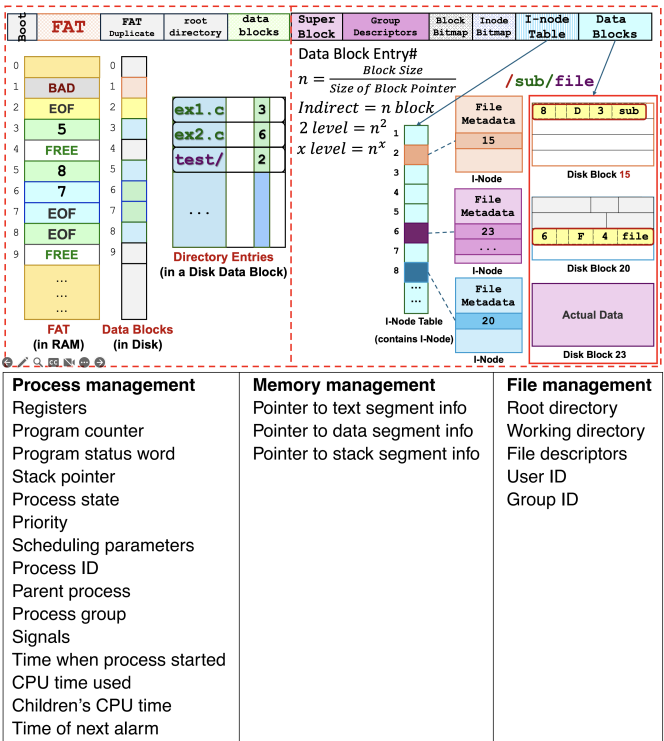 Boot
FAT
FAT
Duplicate
root
directory
data
blocks
Super
Block
Group
Descriptors
Block
Bitmap
Inode
Bitmap
I-node
Table
Data
Blocks
0
1
2
3
4
5
6
7
8
9
BAD
EOF
5
FREE
8
7
EOF
EOF
FREE
...
...
FAT
(in RAM)
0
1
2
3
4
5
6
7
8
9
Data Blocks
(in Disk)
ex1.c 3
ex2.c 6
test/ 2
...
Directory Entries
(in a Disk Data Block)
Data Block Entry#
n = Block Size / Size of Block Pointer
Indirect = n block
2 level = n²
x level = nˣ
/sub/file
1
2
3
4
5
6
7
8
...
...
I-Node Table
(contains I-Node)
File
Metadata
15
I-Node
File
Metadata
23
...
I-Node
File
Metadata
20
I-Node
8 D 3 sub
Disk Block 15
6 F 4 file
Disk Block 20
Actual Data
Disk Block 23
Process management
Registers
Program counter
Program status word
Stack pointer
Process state
Priority
Scheduling parameters
Process ID
Parent process
Process group
Signals
Time when process started
CPU time used
Children's CPU time
Time of next alarm
Memory management
Pointer to text segment info
Pointer to data segment info
Pointer to stack segment info
File management
Root directory
Working directory
File descriptors
User ID
Group ID